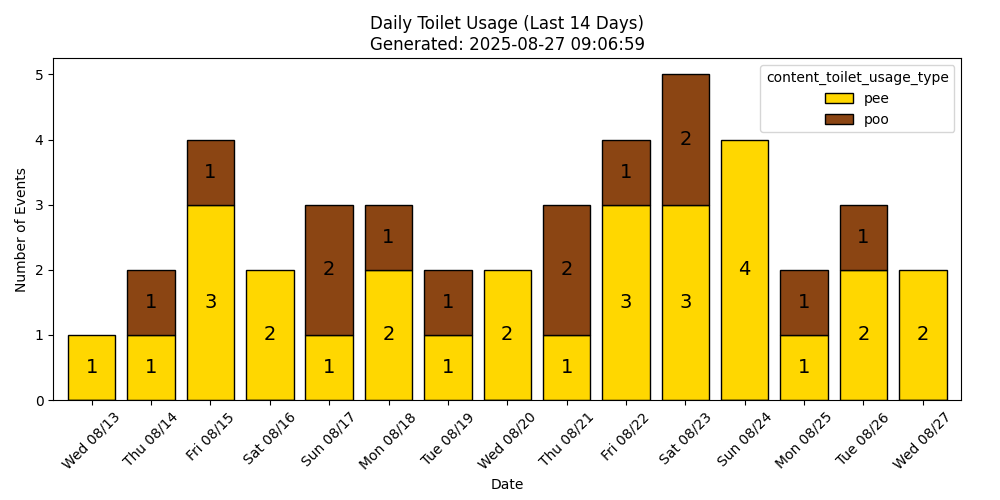 Daily Toilet Usage (Last 14 Days)
Generated: 2025-08-27 09:06:59
content_toilet_usage_type
pee
poo
Number of Events
5
4
3
2
1
0
1
1
1
3
1
2
1
2
2
1
1
1
2
1
2
3
1
3
2
4
1
1
2
1
2
Wed 08/13
Thu 08/14
Fri 08/15
Sat 08/16
Sun 08/17
Mon 08/18
Tue 08/19
Wed 08/20
Thu 08/21
Fri 08/22
Sat 08/23
Sun 08/24
Mon 08/25
Tue 08/26
Wed 08/27
Date